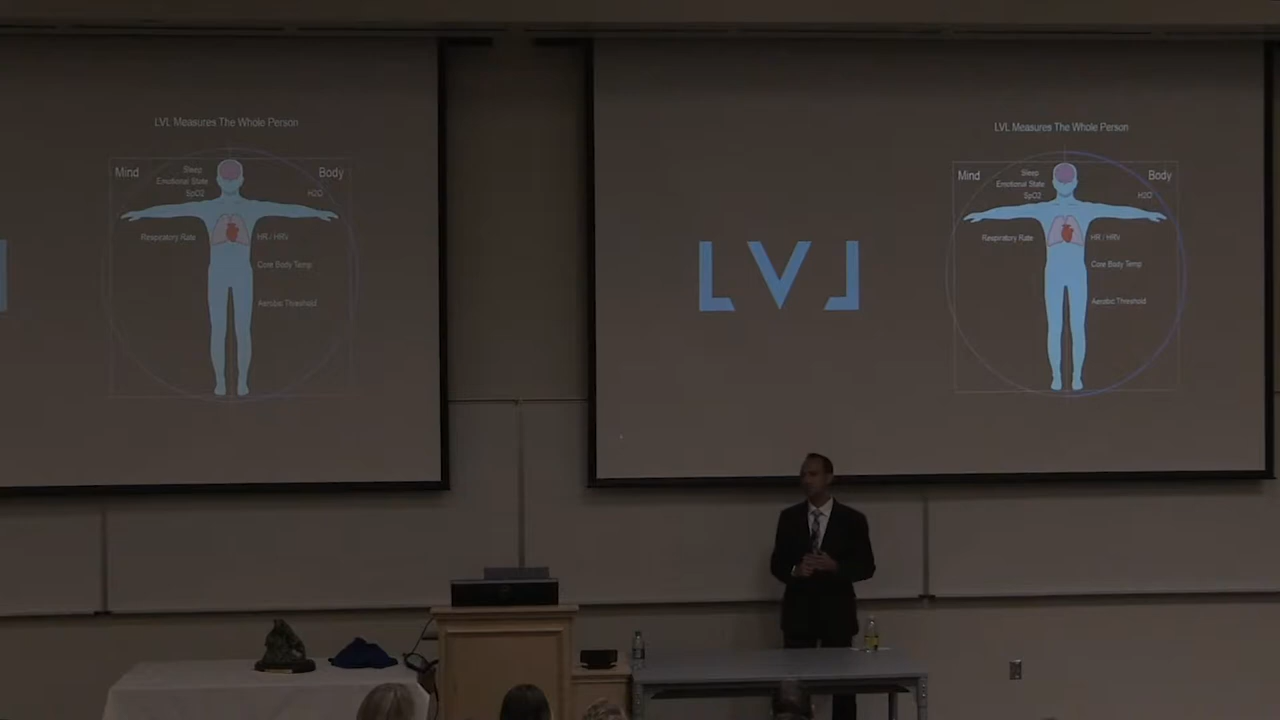 LVL Measures The Whole Person
Mind
Sleep
Emotional State
SpO2
Body
H2O
Respiratory Rate
HR / HRV
Core Body Temp
Aerobic Threshold
LVL
LVL Measures The Whole Person
Mind
Sleep
Emotional State
SpO2
Body
H2O
Respiratory Rate
HR / HRV
Core Body Temp
Aerobic Threshold